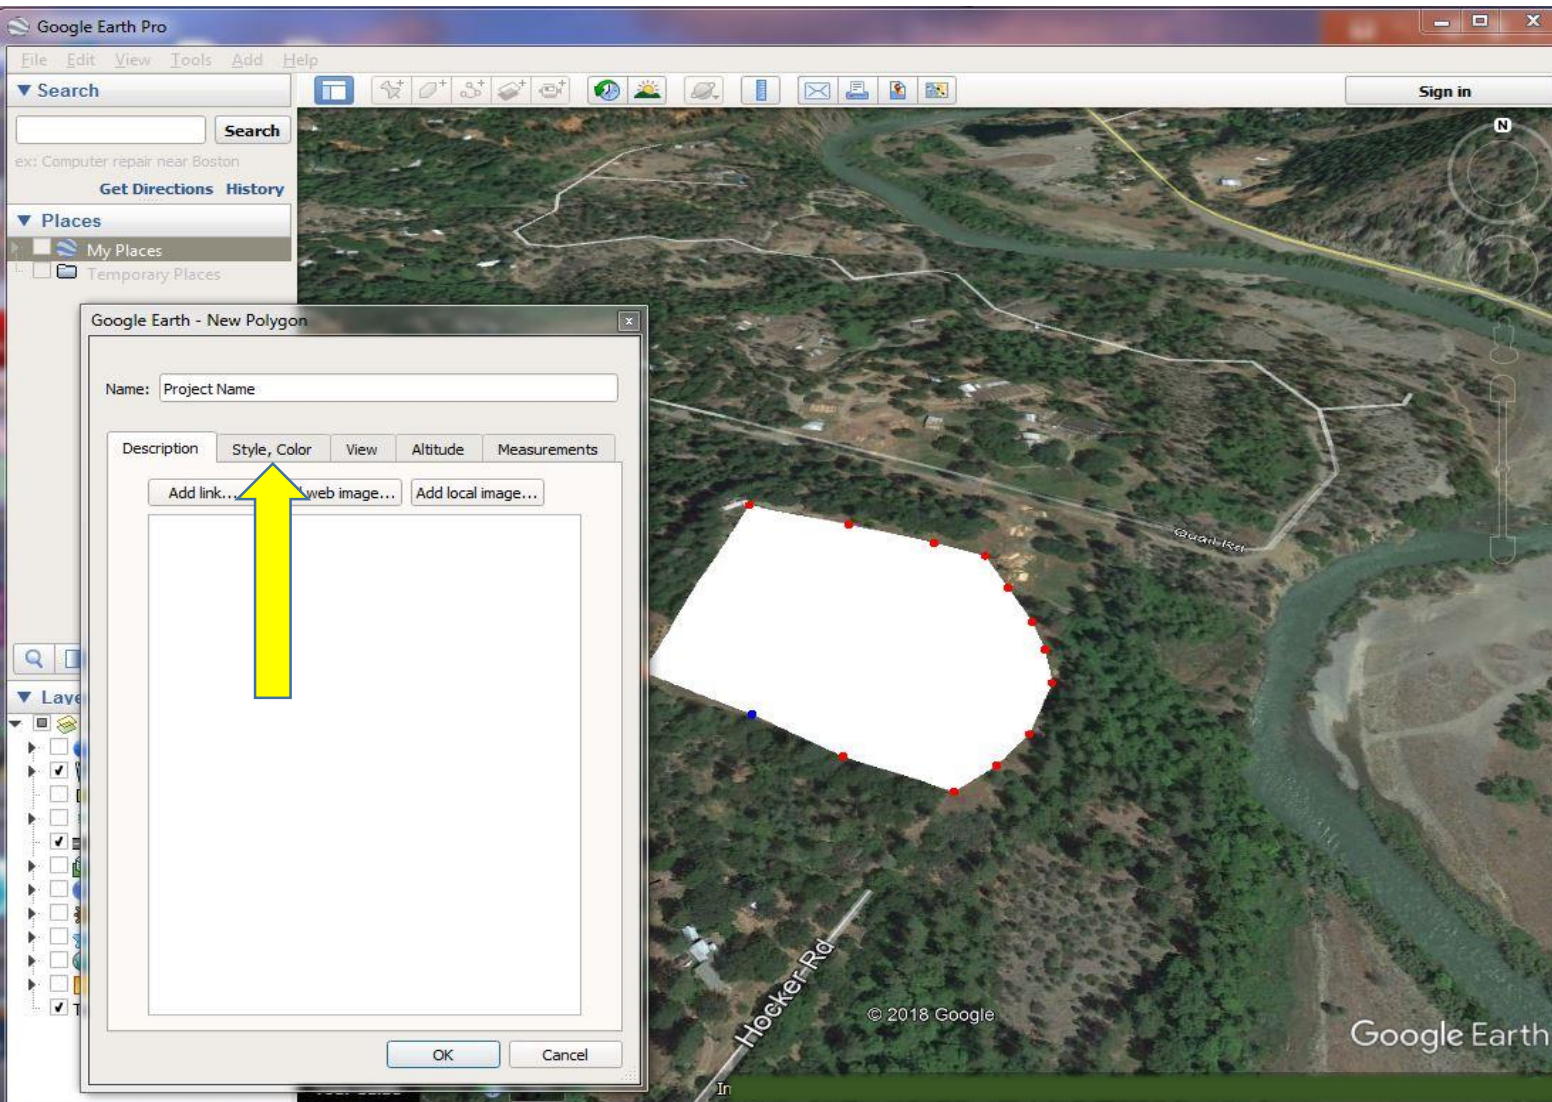 Google Earth Pro
File Edit View Tools Add Help
Search
Sign in
Search
ex: Computer repair near Boston
Get Directions History
Places
My Places
Temporary Places
Google Earth - New Polygon
x
Name: Project Name
Description Style, Color View Altitude Measurements
Add link... web image... Add local image...
OK Cancel
N
Quail Rd
Hocker Rd
© 2018 Google
Google Earth